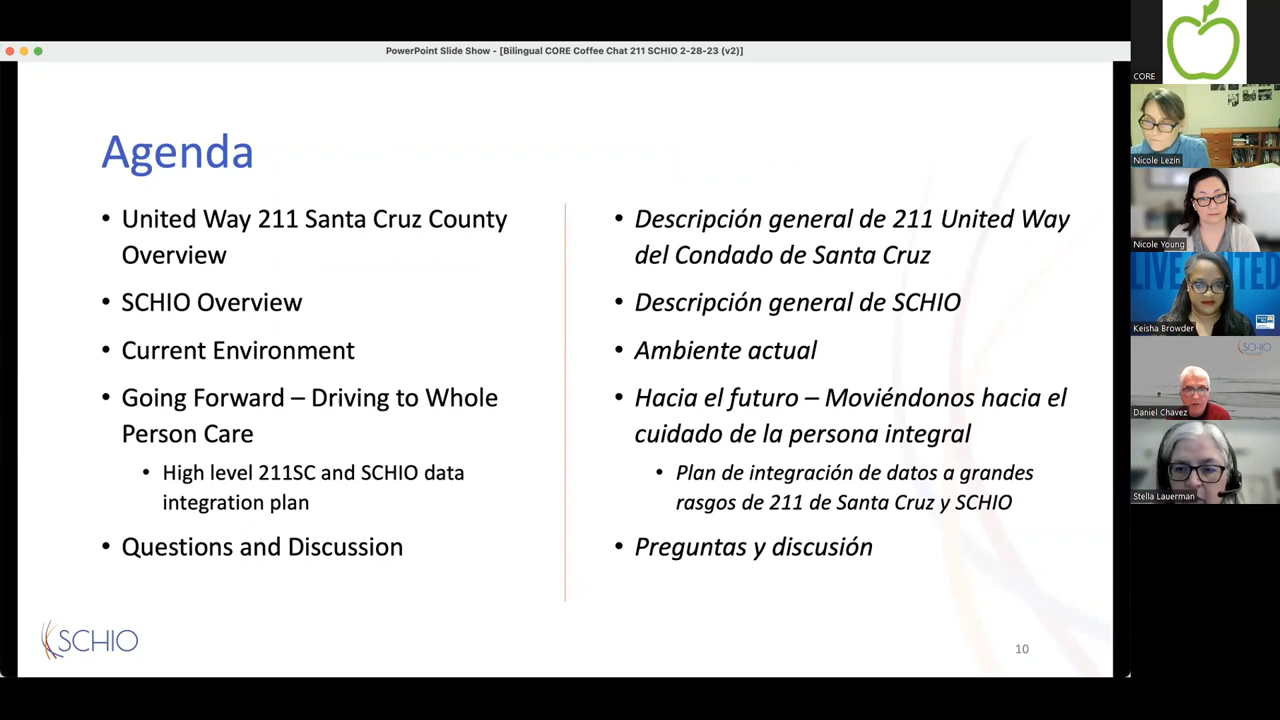 PowerPoint Slide Show - [Bilingual CORE Coffee Chat 211 SCHIO 2-28-23 (v2)]
Agenda
• United Way 211 Santa Cruz County
Overview
• SCHIO Overview
• Current Environment
• Going Forward – Driving to Whole
Person Care
• High level 211SC and SCHIO data
integration plan
• Questions and Discussion
• Descripción general de 211 United Way
del Condado de Santa Cruz
• Descripción general de SCHIO
• Ambiente actual
• Hacia el futuro – Moviéndonos hacia el
cuidado de la persona integral
• Plan de integración de datos a grandes
rasgos de 211 de Santa Cruz y SCHIO
• Preguntas y discusión
SCHIO
10
CORE
Nicole Lezin
Nicole Young
LIVE UNITED
Keisha Browder
SCHIO
Daniel Chavez
Stella Lauerman